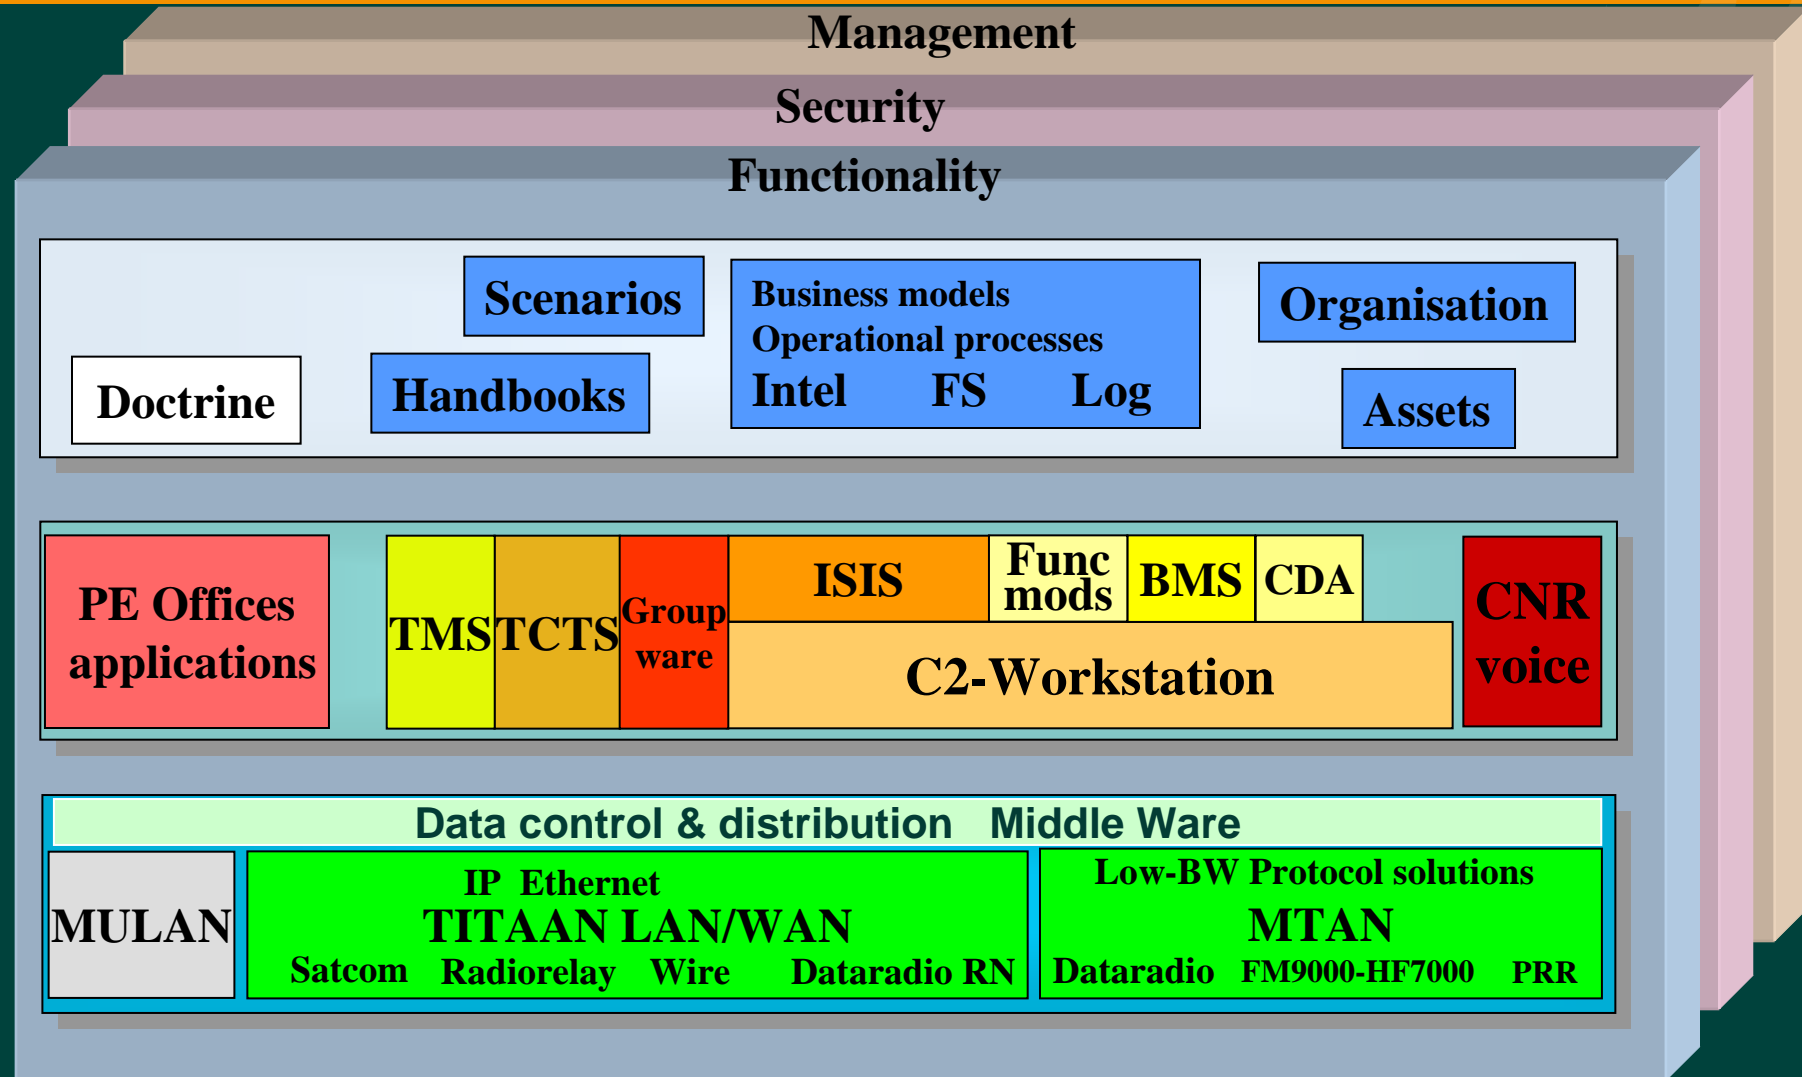 Management
Security
Functionality
Scenarios
Business models
Operational processes
Intel FS Log
Organisation
Doctrine
Handbooks
Assets
PE Offices
applications
TMS
TCTS
Group
ware
ISIS
Func
mods
BMS
CDA
C2-Workstation
CNR
voice
Data control & distribution Middle Ware
MULAN
IP Ethernet
TITAAN LAN/WAN
Satcom Radiorelay Wire Dataradio RN
Low-BW Protocol solutions
MTAN
Dataradio FM9000-HF7000 PRR